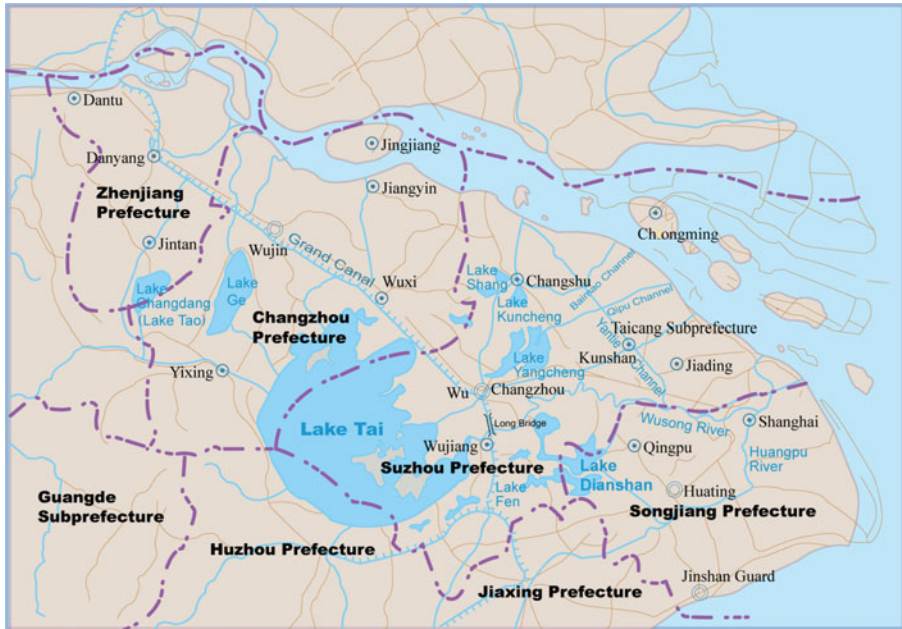 Dantu
Jingjiang
Danyang
Jiangyin
Zhenjiang
Prefecture
Chongming
Wujin
Jintan
Grand Canal
Lake
Shang
Changshu
Baimao Channel
Lake
Changdang
(Lake Tao)
Lake
Ge
Wuxi
Lake
Kuncheng
Qipu Channel
Changzhou
Prefecture
Taicang Subprefecture
Yantie Channel
Kunshan
Lake
Yangcheng
Jiading
Yixing
Wu
Changzhou
Lake Tai
Long Bridge
Wusong River
Shanghai
Wujiang
Qingpu
Suzhou Prefecture
Huangpu
River
Lake
Dianshan
Lake
Fen
Huating
Guangde
Subprefecture
Songjiang Prefecture
Huzhou Prefecture
Jiaxing Prefecture
Jinshan Guard